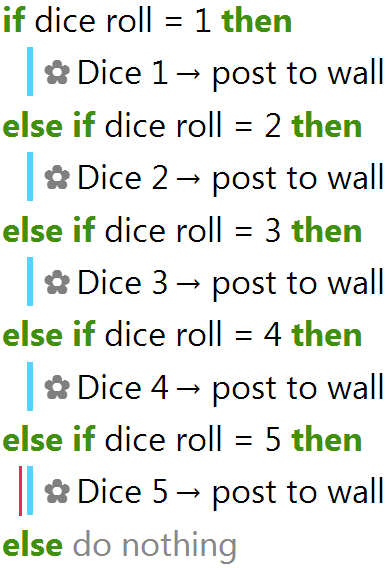 if dice roll = 1 then
✿ Dice 1 → post to wall
else if dice roll = 2 then
✿ Dice 2 → post to wall
else if dice roll = 3 then
✿ Dice 3 → post to wall
else if dice roll = 4 then
✿ Dice 4 → post to wall
else if dice roll = 5 then
✿ Dice 5 → post to wall
else do nothing